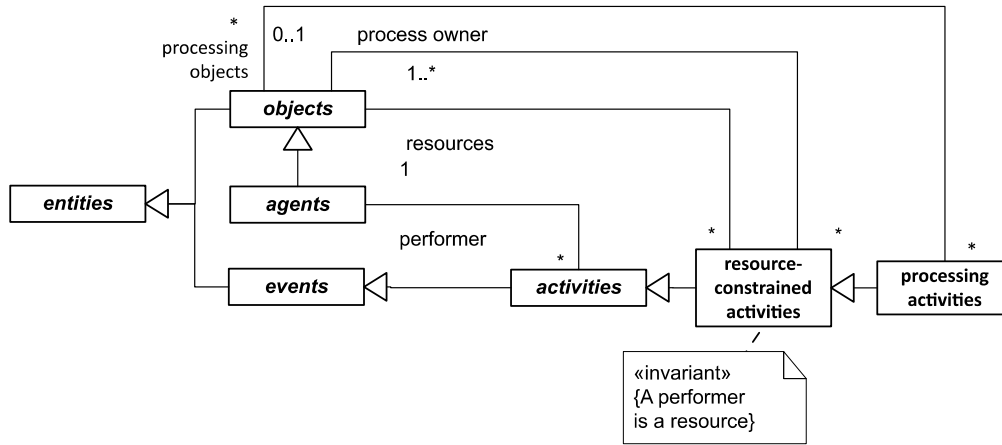 *
processing
objects
0..1
process owner
1..*
objects
resources
1
entities
agents
performer
*
*
*
*
events
activities
resource-
constrained
activities
processing
activities
«invariant»
{A performer
is a resource}